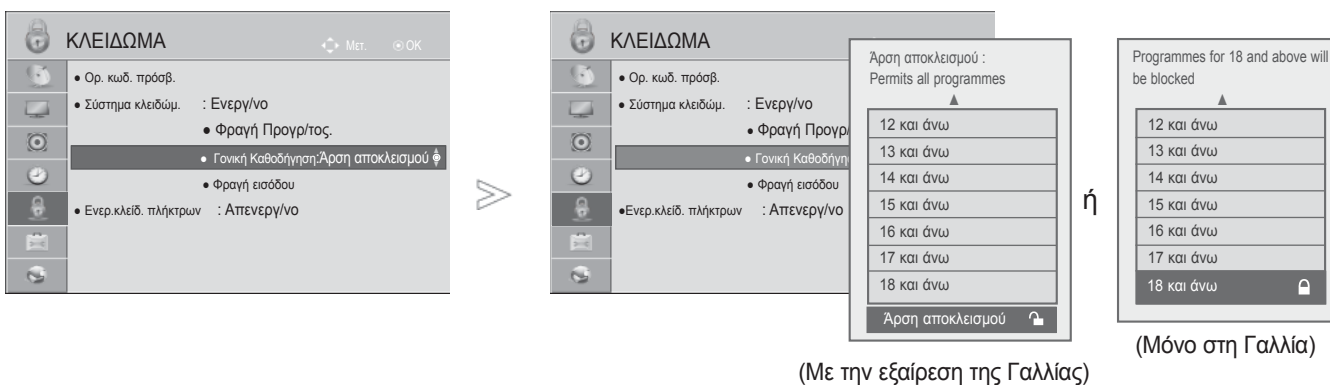 ΚΛΕΙΔΩΜΑ
Μετ.
OK
• Ορ. κωδ. πρόσβ.
• Σύστημα κλειδώμ. : Ενεργ/νο
• Φραγή Προγρ/τος.
• Γονική Καθοδήγηση:Άρση αποκλεισμού
• Φραγή εισόδου
• Ενερ.κλείδ. πλήκτρων : Απενεργ/νο
ΚΛΕΙΔΩΜΑ
• Ορ. κωδ. πρόσβ.
• Σύστημα κλειδώμ. : Ενεργ/νο
• Φραγή Προγρ/
• Γονική Καθοδήγη
• Φραγή εισόδου
•Ενερ.κλείδ. πλήκτρων : Απενεργ/νο
Άρση αποκλεισμού :
Permits all programmes
12 και άνω
13 και άνω
14 και άνω
15 και άνω
16 και άνω
17 και άνω
18 και άνω
Άρση αποκλεισμού
(Με την εξαίρεση της Γαλλίας)
ή
Programmes for 18 and above will
be blocked
12 και άνω
13 και άνω
14 και άνω
15 και άνω
16 και άνω
17 και άνω
18 και άνω
(Μόνο στη Γαλλία)